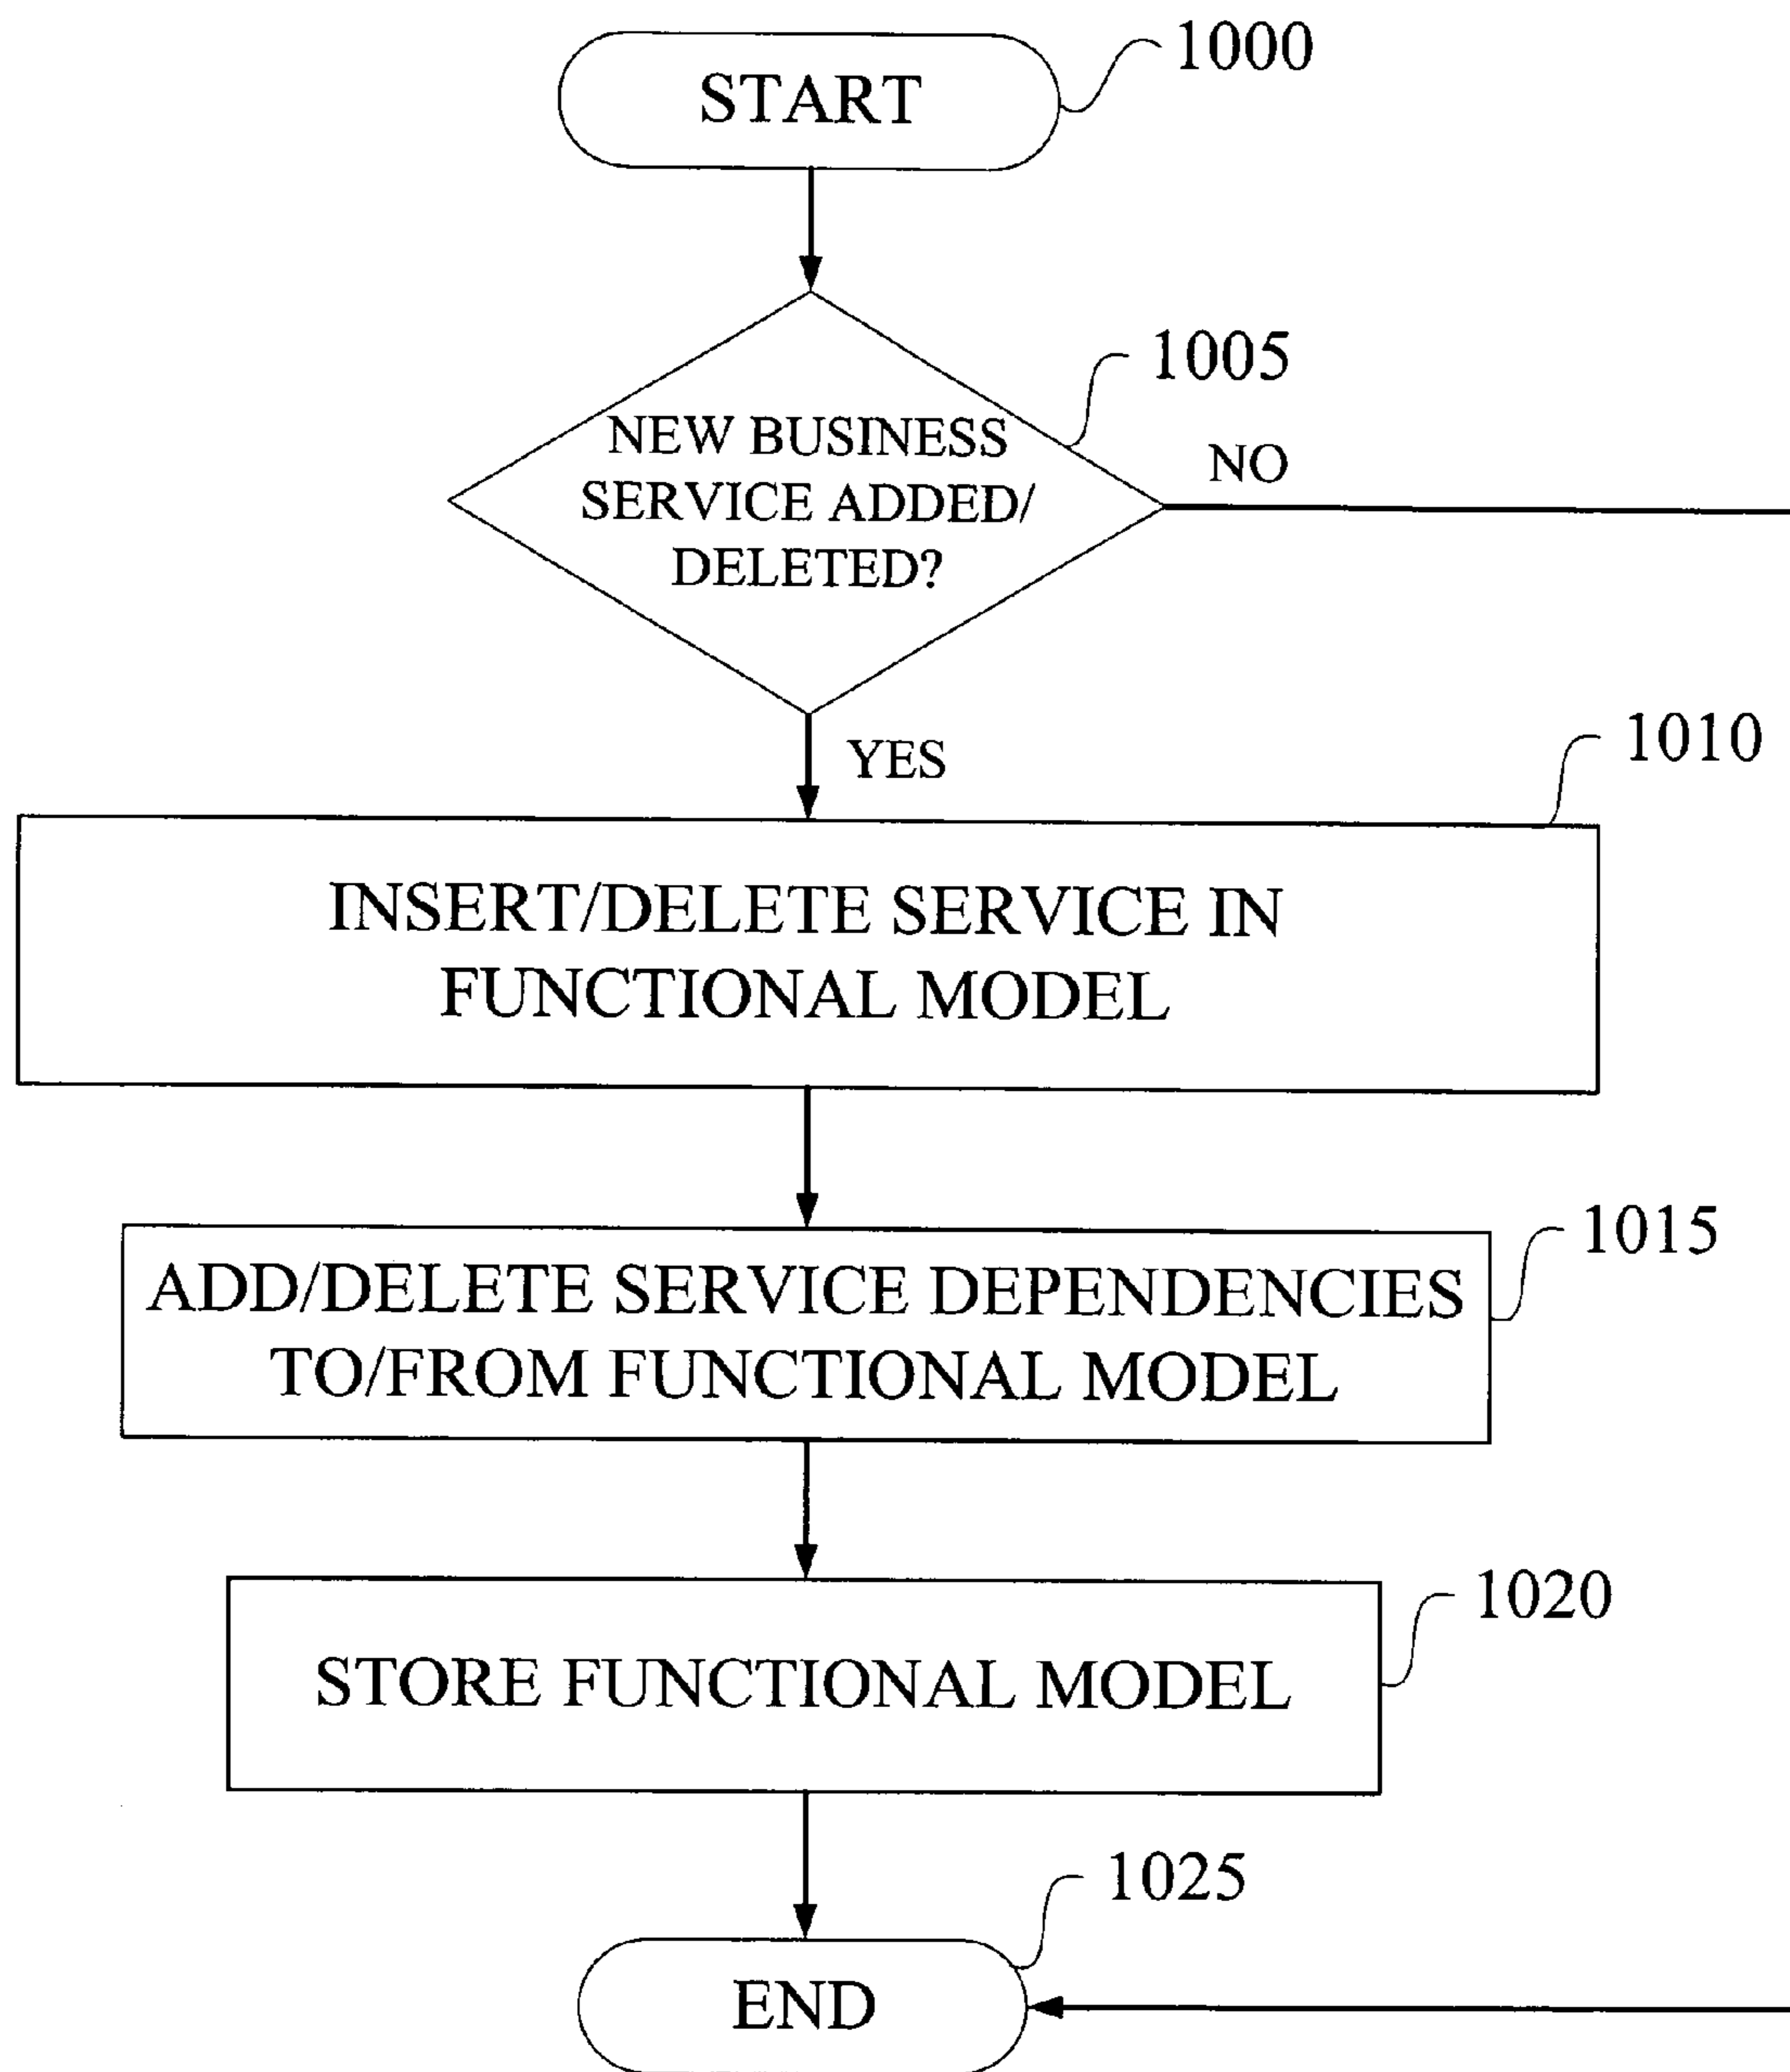 START
1000
NEW BUSINESS
SERVICE ADDED/
DELETED?
1005
NO
YES
1010
INSERT/DELETE SERVICE IN
FUNCTIONAL MODEL
1015
ADD/DELETE SERVICE DEPENDENCIES
TO/FROM FUNCTIONAL MODEL
1020
STORE FUNCTIONAL MODEL
1025
END